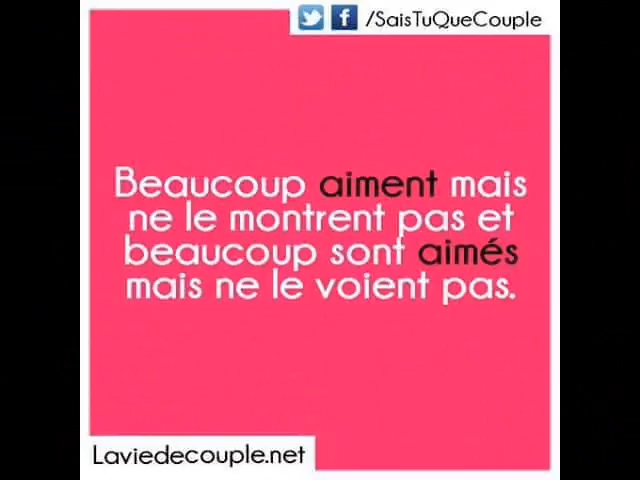 /SaisTuQueCouple
Beaucoup aiment mais
ne le montrent pas et
beaucoup sont aimés
mais ne le voient pas.
Laviedecouple.net